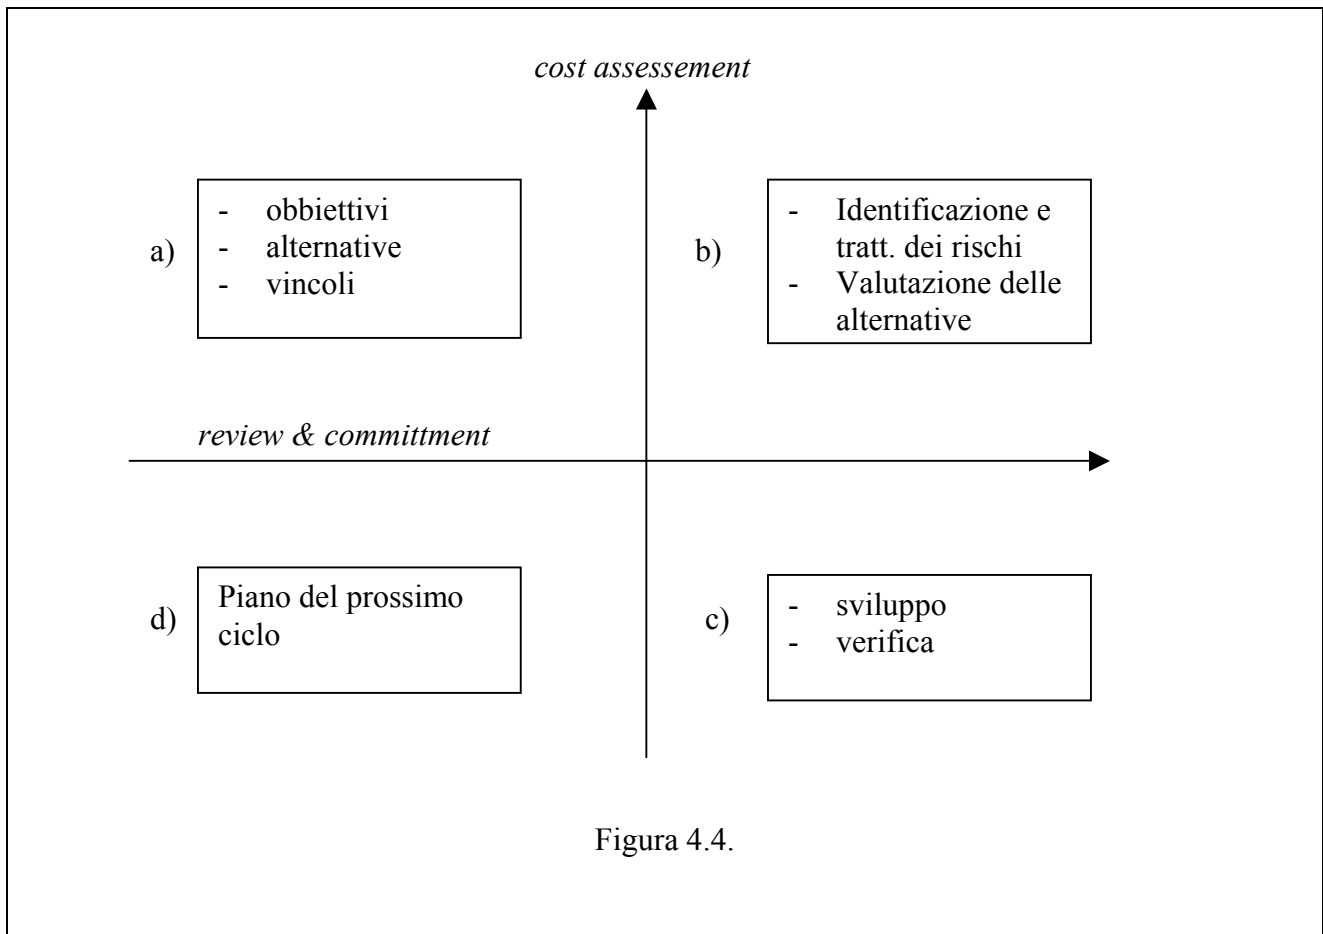 cost assessement
a)
- obbiettivi
- alternative
- vincoli
b)
- Identificazione e
tratt. dei rischi
- Valutazione delle
alternative
review & committment
d)
Piano del prossimo
ciclo
c)
- sviluppo
- verifica
Figura 4.4.